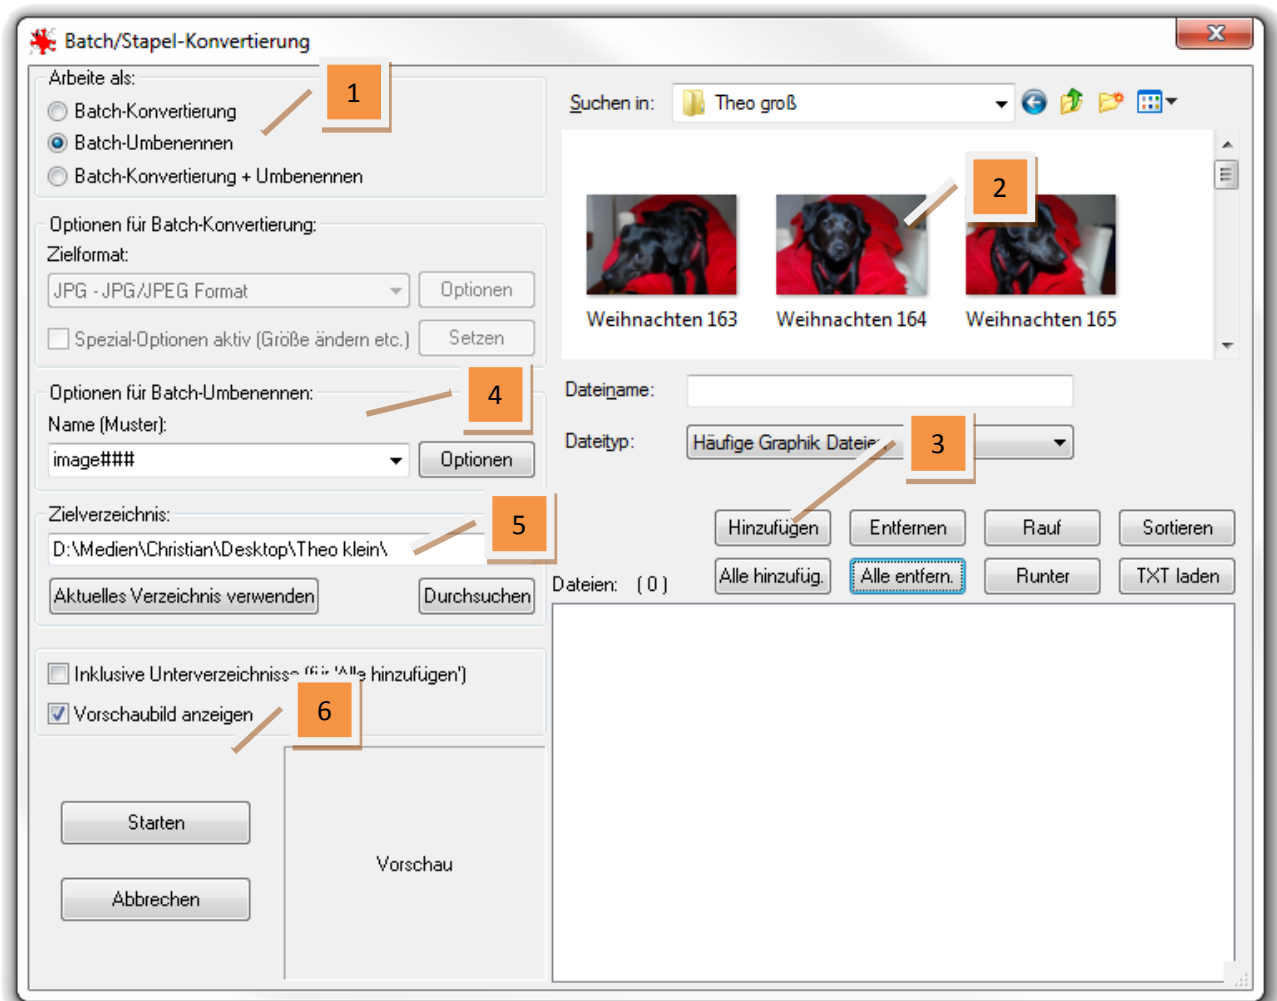 Batch/Stapel-Konvertierung
Arbeite als:
1
Batch-Konvertierung
Batch-Umbenennen
Batch-Konvertierung + Umbenennen
Optionen für Batch-Konvertierung:
Zielformat:
JPG - JPG/JPEG Format
Optionen
Spezial-Optionen aktiv (Größe ändern etc.)
Setzen
Optionen für Batch-Umbenennen:
4
Name (Muster):
image###
Optionen
Zielverzeichnis:
5
D:\Medien\Christian\Desktop\Theo klein\
Aktuelles Verzeichnis verwenden
Durchsuchen
Inklusive Unterverzeichnisse (für 'Alle hinzufügen')
Vorschaubild anzeigen
6
Starten
Abbrechen
Vorschau
Suchen in:
Theo groß
2
Weihnachten 163
Weihnachten 164
Weihnachten 165
Dateiname:
Dateityp:
Häufige Graphik Dateien
3
Hinzufügen
Entfernen
Rauf
Sortieren
Dateien: ( 0 )
Alle hinzufüg.
Alle entfern.
Runter
TXT laden